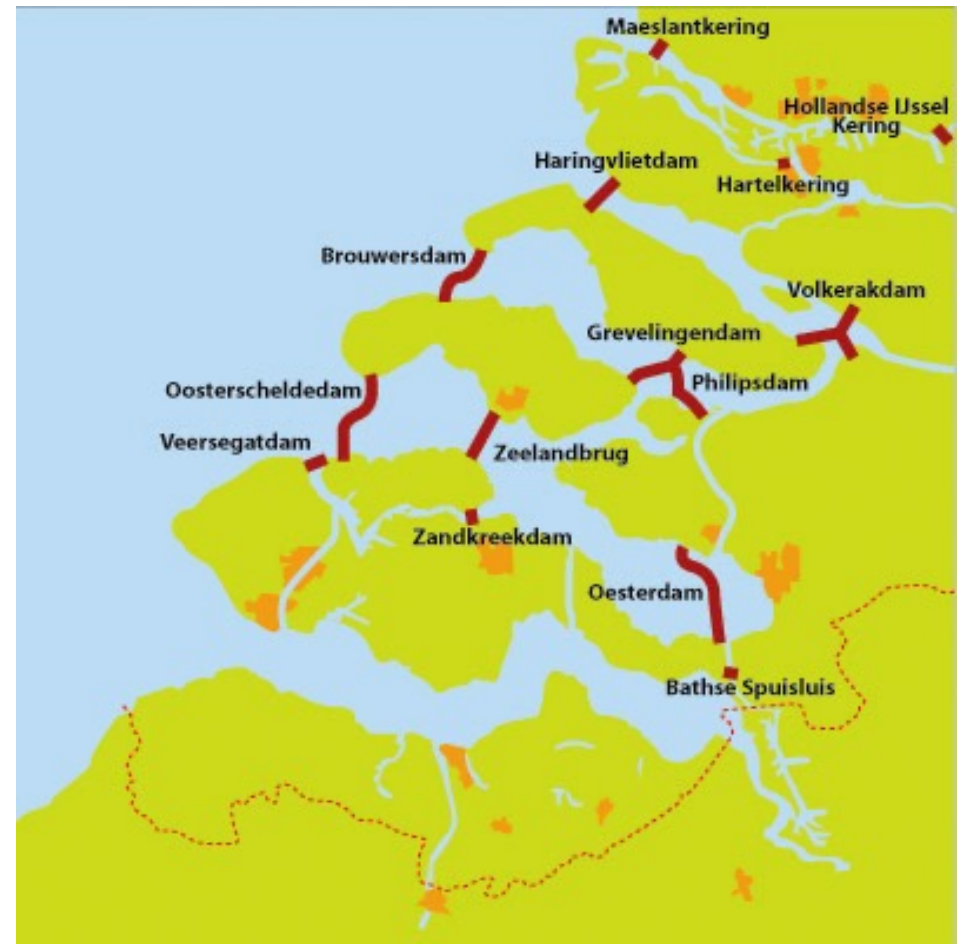 Maeslantkering
Hollandse IJssel
Kering
Haringvlietdam
Hartelkering
Brouwersdam
Volkerakdam
Grevelingendam
Oosterscheldedam
Philipsdam
Veersegatdam
Zeelandbrug
Zandkreekdam
Oesterdam
Bathse Spuisluis